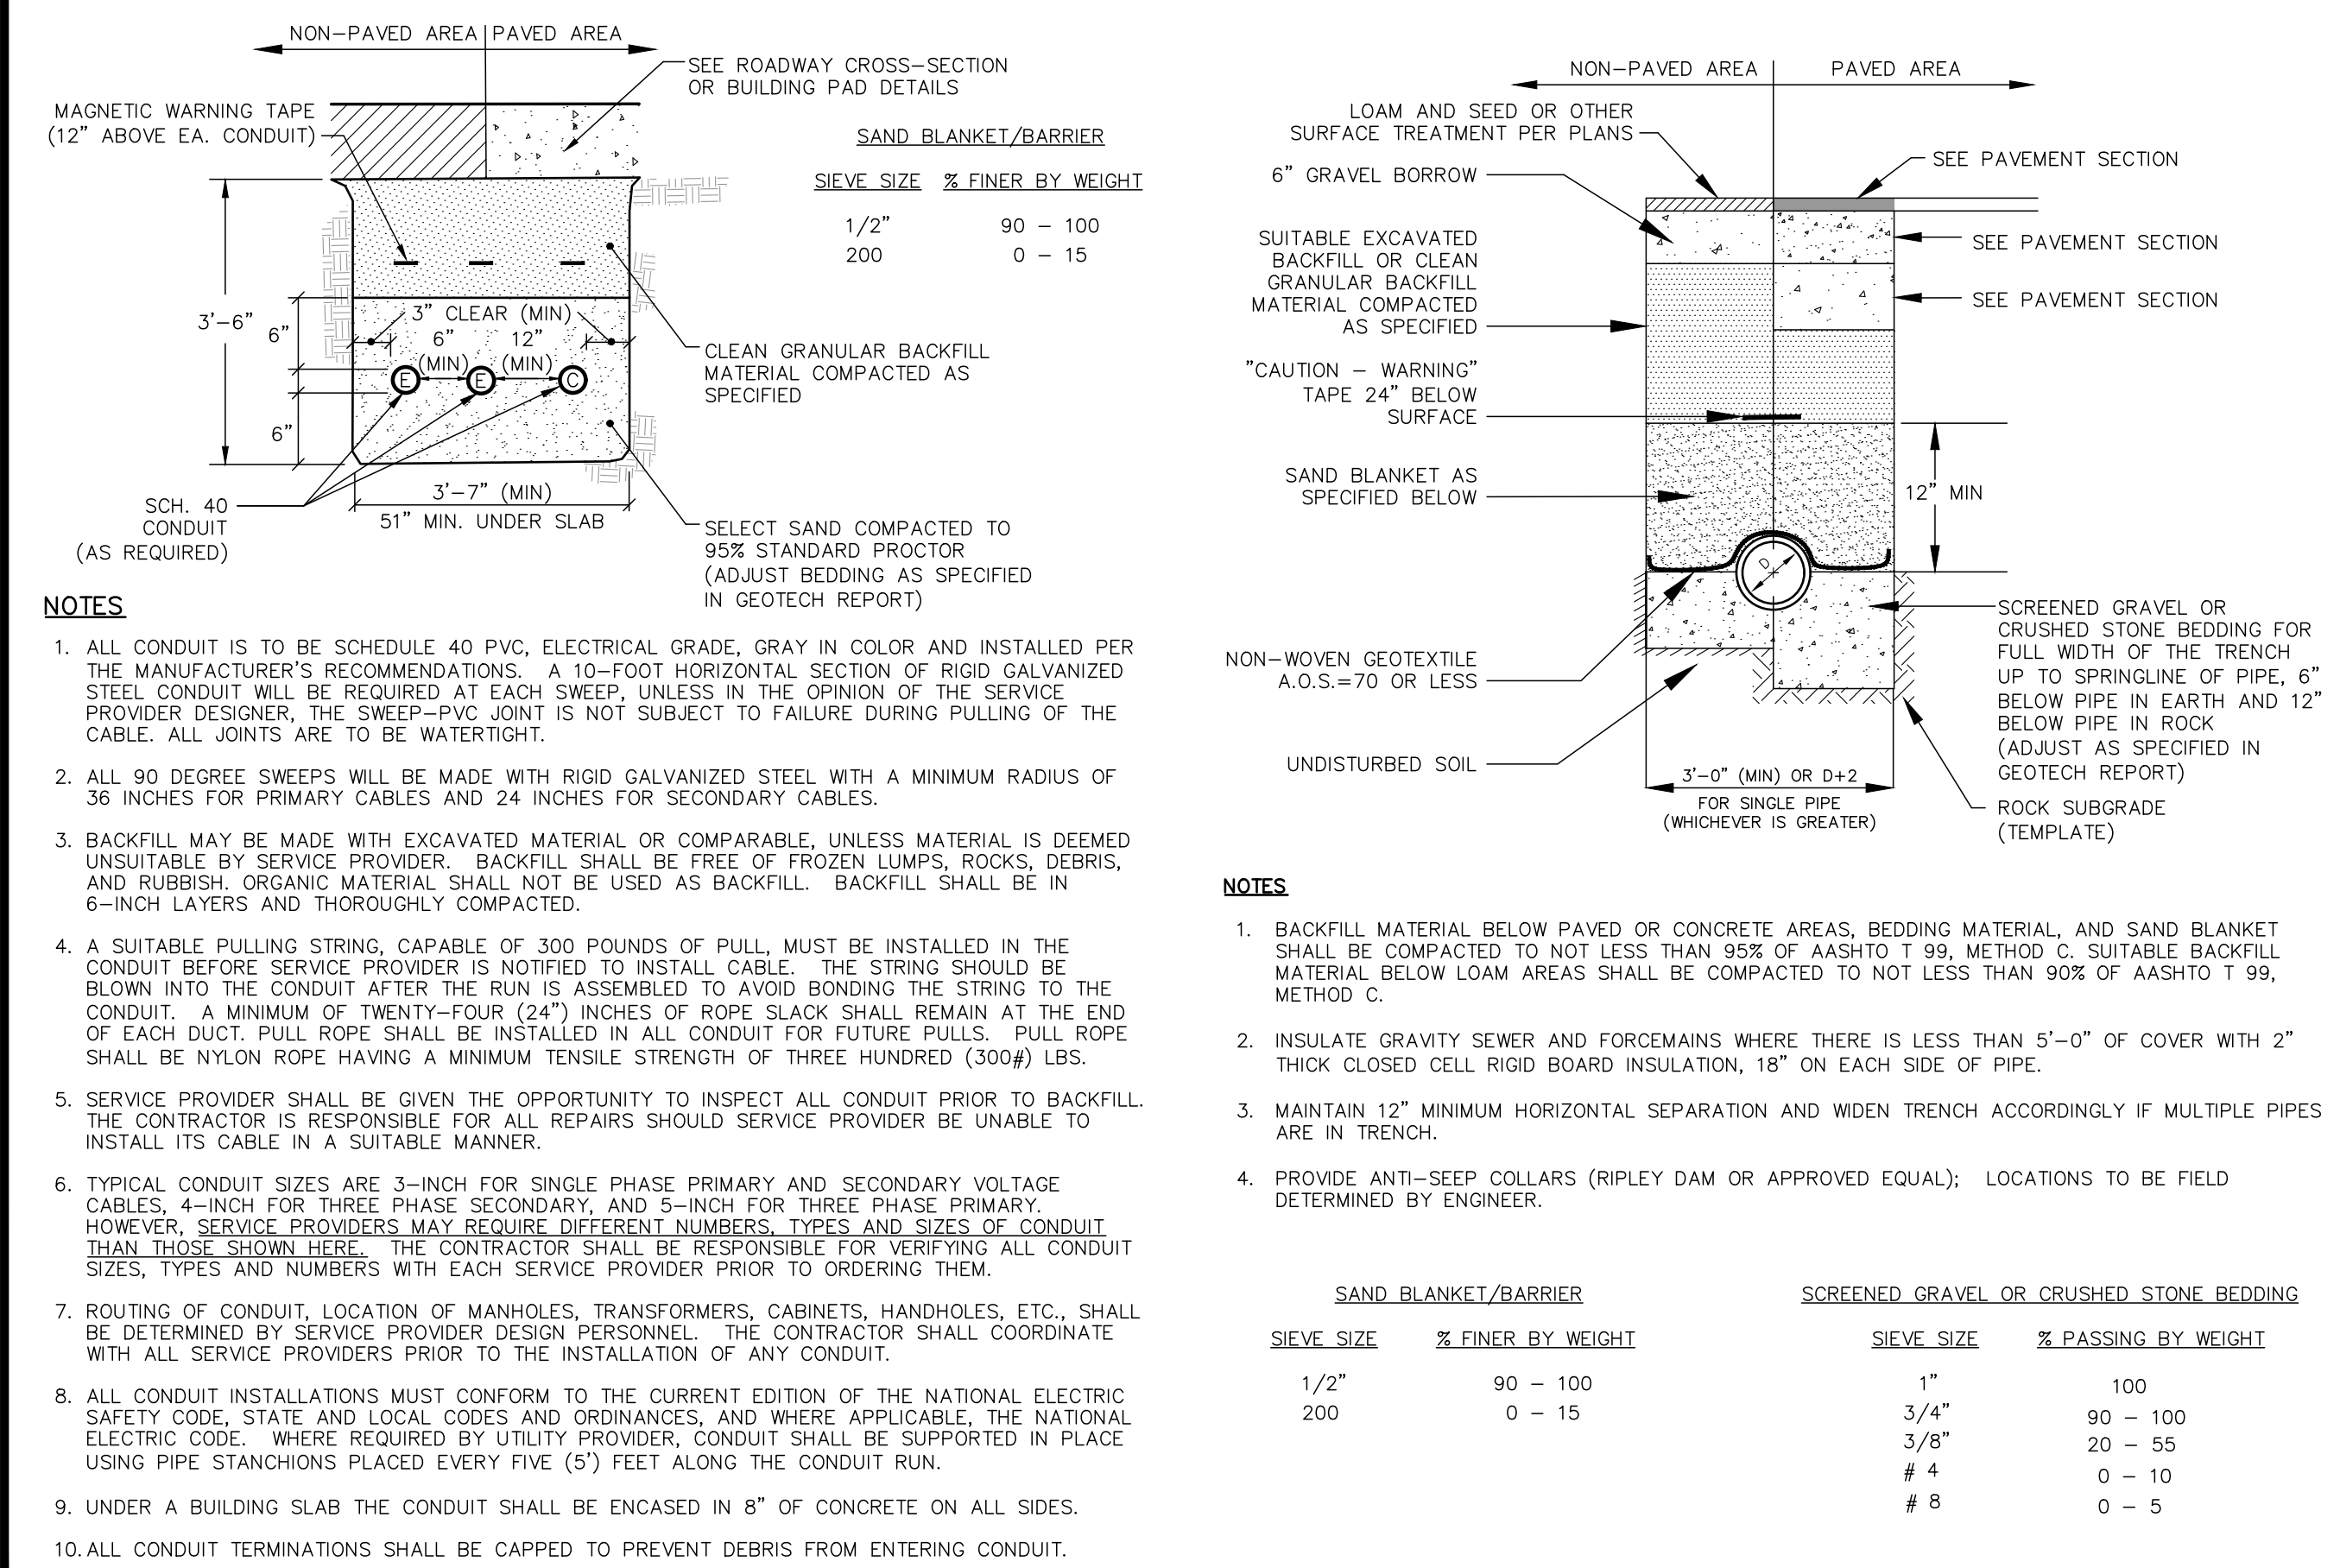 NON-PAVED AREA
PAVED AREA
SEE ROADWAY CROSS-SECTION
OR BUILDING PAD DETAILS
MAGNETIC WARNING TAPE
(12" ABOVE EA. CONDUIT)
SAND BLANKET/BARRIER
SIEVE SIZE % FINER BY WEIGHT
1/2" 90 - 100
200 0 - 15
3'-6"
6"
6"
3" CLEAR (MIN)
6" 12"
(MIN) (MIN)
E E C
CLEAN GRANULAR BACKFILL
MATERIAL COMPACTED AS
SPECIFIED
3'-7" (MIN)
51" MIN. UNDER SLAB
SCH. 40
CONDUIT
(AS REQUIRED)
SELECT SAND COMPACTED TO
95% STANDARD PROCTOR
(ADJUST BEDDING AS SPECIFIED
IN GEOTECH REPORT)
NOTES
1. ALL CONDUIT IS TO BE SCHEDULE 40 PVC, ELECTRICAL GRADE, GRAY IN COLOR AND INSTALLED PER
THE MANUFACTURER'S RECOMMENDATIONS. A 10-FOOT HORIZONTAL SECTION OF RIGID GALVANIZED
STEEL CONDUIT WILL BE REQUIRED AT EACH SWEEP, UNLESS IN THE OPINION OF THE SERVICE
PROVIDER DESIGNER, THE SWEEP-PVC JOINT IS NOT SUBJECT TO FAILURE DURING PULLING OF THE
CABLE. ALL JOINTS ARE TO BE WATERTIGHT.
2. ALL 90 DEGREE SWEEPS WILL BE MADE WITH RIGID GALVANIZED STEEL WITH A MINIMUM RADIUS OF
36 INCHES FOR PRIMARY CABLES AND 24 INCHES FOR SECONDARY CABLES.
3. BACKFILL MAY BE MADE WITH EXCAVATED MATERIAL OR COMPARABLE, UNLESS MATERIAL IS DEEMED
UNSUITABLE BY SERVICE PROVIDER. BACKFILL SHALL BE FREE OF FROZEN LUMPS, ROCKS, DEBRIS,
AND RUBBISH. ORGANIC MATERIAL SHALL NOT BE USED AS BACKFILL. BACKFILL SHALL BE IN
6-INCH LAYERS AND THOROUGHLY COMPACTED.
4. A SUITABLE PULLING STRING, CAPABLE OF 300 POUNDS OF PULL, MUST BE INSTALLED IN THE
CONDUIT BEFORE SERVICE PROVIDER IS NOTIFIED TO INSTALL CABLE. THE STRING SHOULD BE
BLOWN INTO THE CONDUIT AFTER THE RUN IS ASSEMBLED TO AVOID BONDING THE STRING TO THE
CONDUIT. A MINIMUM OF TWENTY-FOUR (24") INCHES OF ROPE SLACK SHALL REMAIN AT THE END
OF EACH DUCT. PULL ROPE SHALL BE INSTALLED IN ALL CONDUIT FOR FUTURE PULLS. PULL ROPE
SHALL BE NYLON ROPE HAVING A MINIMUM TENSILE STRENGTH OF THREE HUNDRED (300#) LBS.
5. SERVICE PROVIDER SHALL BE GIVEN THE OPPORTUNITY TO INSPECT ALL CONDUIT PRIOR TO BACKFILL.
THE CONTRACTOR IS RESPONSIBLE FOR ALL REPAIRS SHOULD SERVICE PROVIDER BE UNABLE TO
INSTALL ITS CABLE IN A SUITABLE MANNER.
6. TYPICAL CONDUIT SIZES ARE 3-INCH FOR SINGLE PHASE PRIMARY AND SECONDARY VOLTAGE
CABLES, 4-INCH FOR THREE PHASE SECONDARY, AND 5-INCH FOR THREE PHASE PRIMARY.
HOWEVER, SERVICE PROVIDERS MAY REQUIRE DIFFERENT NUMBERS, TYPES AND SIZES OF CONDUIT
THAN THOSE SHOWN HERE. THE CONTRACTOR SHALL BE RESPONSIBLE FOR VERIFYING ALL CONDUIT
SIZES, TYPES AND NUMBERS WITH EACH SERVICE PROVIDER PRIOR TO ORDERING THEM.
7. ROUTING OF CONDUIT, LOCATION OF MANHOLES, TRANSFORMERS, CABINETS, HANDHOLES, ETC., SHALL
BE DETERMINED BY SERVICE PROVIDER DESIGN PERSONNEL. THE CONTRACTOR SHALL COORDINATE
WITH ALL SERVICE PROVIDERS PRIOR TO THE INSTALLATION OF ANY CONDUIT.
8. ALL CONDUIT INSTALLATIONS MUST CONFORM TO THE CURRENT EDITION OF THE NATIONAL ELECTRIC
SAFETY CODE, STATE AND LOCAL CODES AND ORDINANCES, AND WHERE APPLICABLE, THE NATIONAL
ELECTRIC CODE. WHERE REQUIRED BY UTILITY PROVIDER, CONDUIT SHALL BE SUPPORTED IN PLACE
USING PIPE STANCHIONS PLACED EVERY FIVE (5') FEET ALONG THE CONDUIT RUN.
9. UNDER A BUILDING SLAB THE CONDUIT SHALL BE ENCASED IN 8" OF CONCRETE ON ALL SIDES.
10. ALL CONDUIT TERMINATIONS SHALL BE CAPPED TO PREVENT DEBRIS FROM ENTERING CONDUIT.
NON-PAVED AREA
PAVED AREA
LOAM AND SEED OR OTHER
SURFACE TREATMENT PER PLANS
SEE PAVEMENT SECTION
6" GRAVEL BORROW
SEE PAVEMENT SECTION
SUITABLE EXCAVATED
BACKFILL OR CLEAN
GRANULAR BACKFILL
MATERIAL COMPACTED
AS SPECIFIED
SEE PAVEMENT SECTION
"CAUTION - WARNING"
TAPE 24" BELOW
SURFACE
SAND BLANKET AS
SPECIFIED BELOW
12" MIN
D
NON-WOVEN GEOTEXTILE
A.O.S.=70 OR LESS
SCREENED GRAVEL OR
CRUSHED STONE BEDDING FOR
FULL WIDTH OF THE TRENCH
UP TO SPRINGLINE OF PIPE, 6"
BELOW PIPE IN EARTH AND 12"
BELOW PIPE IN ROCK
(ADJUST AS SPECIFIED IN
GEOTECH REPORT)
UNDISTURBED SOIL
3'-0" (MIN) OR D+2
FOR SINGLE PIPE
(WHICHEVER IS GREATER)
ROCK SUBGRADE
(TEMPLATE)
NOTES
1. BACKFILL MATERIAL BELOW PAVED OR CONCRETE AREAS, BEDDING MATERIAL, AND SAND BLANKET
SHALL BE COMPACTED TO NOT LESS THAN 95% OF AASHTO T 99, METHOD C. SUITABLE BACKFILL
MATERIAL BELOW LOAM AREAS SHALL BE COMPACTED TO NOT LESS THAN 90% OF AASHTO T 99,
METHOD C.
2. INSULATE GRAVITY SEWER AND FORCEMAINS WHERE THERE IS LESS THAN 5'-0" OF COVER WITH 2"
THICK CLOSED CELL RIGID BOARD INSULATION, 18" ON EACH SIDE OF PIPE.
3. MAINTAIN 12" MINIMUM HORIZONTAL SEPARATION AND WIDEN TRENCH ACCORDINGLY IF MULTIPLE PIPES
ARE IN TRENCH.
4. PROVIDE ANTI-SEEP COLLARS (RIPLEY DAM OR APPROVED EQUAL); LOCATIONS TO BE FIELD
DETERMINED BY ENGINEER.
SAND BLANKET/BARRIER
SIEVE SIZE % FINER BY WEIGHT
1/2" 90 - 100
200 0 - 15
SCREENED GRAVEL OR CRUSHED STONE BEDDING
SIEVE SIZE % PASSING BY WEIGHT
1" 100
3/4" 90 - 100
3/8" 20 - 55
# 4 0 - 10
# 8 0 - 5